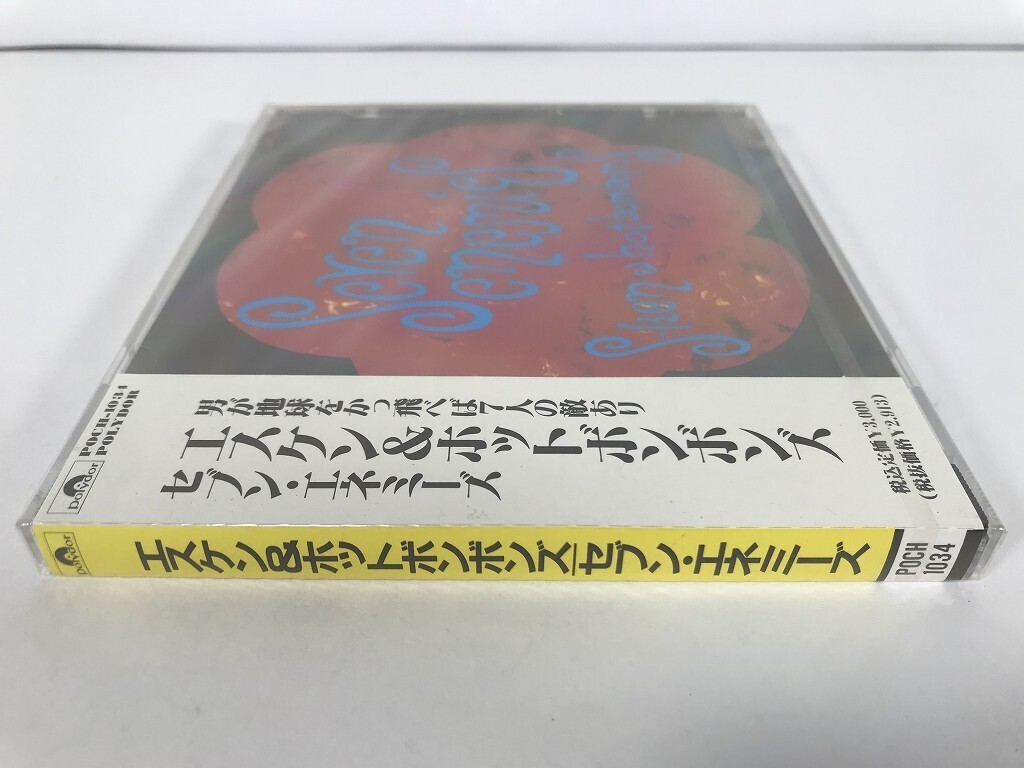 Seven
enemies
S-ken & hot bomboms
POCH-1034
POLYDOR
polydor
男が地球をかっ飛べば7人の敵あり
エスケン&ホットボンボンズ
セブン・エネミーズ
税込定価¥3,000
(税抜価格¥2,913)
polydor
エスケン&ホットボンボンズ/セブン・エネミーズ
POCH
1034